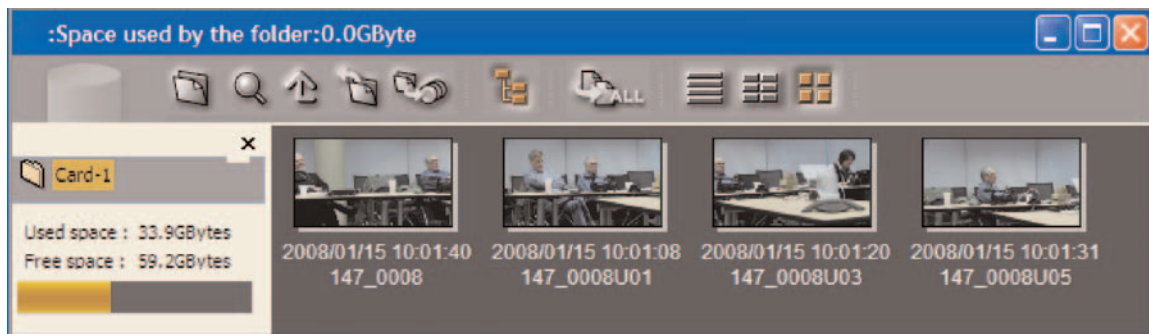 :Space used by the folder:0.0GByte
ALL
Card-1
Used space : 33.9GBytes
Free space : 59.2GBytes
2008/01/15 10:01:40
147_0008
2008/01/15 10:01:08
147_0008U01
2008/01/15 10:01:20
147_0008U03
2008/01/15 10:01:31
147_0008U05